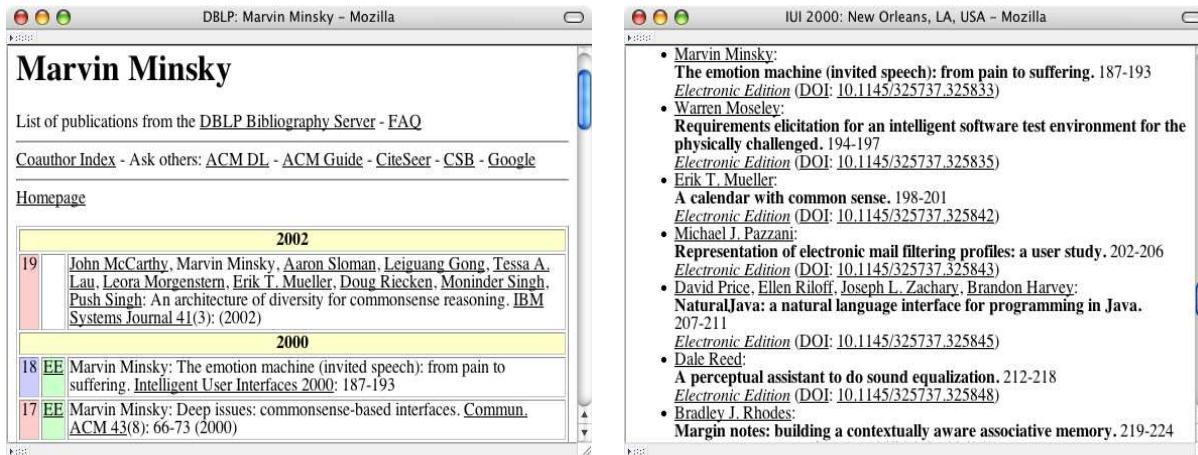 DBLP: Marvin Minsky – Mozilla
Marvin Minsky
List of publications from the DBLP Bibliography Server - FAQ
Coauthor Index - Ask others: ACM DL - ACM Guide - CiteSeer - CSB - Google
Homepage
2002
19 John McCarthy, Marvin Minsky, Aaron Sloman, Leiguang Gong, Tessa A.
Lau, Leora Morgenstern, Erik T. Mueller, Doug Riecken, Moninder Singh,
Push Singh: An architecture of diversity for commonsense reasoning. IBM
Systems Journal 41(3): (2002)
2000
18 EE Marvin Minsky: The emotion machine (invited speech): from pain to
suffering. Intelligent User Interfaces 2000: 187-193
17 EE Marvin Minsky: Deep issues: commonsense-based interfaces. Commun.
ACM 43(8): 66-73 (2000)
IUI 2000: New Orleans, LA, USA – Mozilla
• Marvin Minsky:
The emotion machine (invited speech): from pain to suffering. 187-193
Electronic Edition (DOI: 10.1145/325737.325833)
• Warren Moseley:
Requirements elicitation for an intelligent software test environment for the
physically challenged. 194-197
Electronic Edition (DOI: 10.1145/325737.325835)
• Erik T. Mueller:
A calendar with common sense. 198-201
Electronic Edition (DOI: 10.1145/325737.325842)
• Michael J. Pazzani:
Representation of electronic mail filtering profiles: a user study. 202-206
Electronic Edition (DOI: 10.1145/325737.325843)
• David Price, Ellen Riloff, Joseph L. Zachary, Brandon Harvey:
NaturalJava: a natural language interface for programming in Java.
207-211
Electronic Edition (DOI: 10.1145/325737.325845)
• Dale Reed:
A perceptual assistant to do sound equalization. 212-218
Electronic Edition (DOI: 10.1145/325737.325848)
• Bradley J. Rhodes:
Margin notes: building a contextually aware associative memory. 219-224